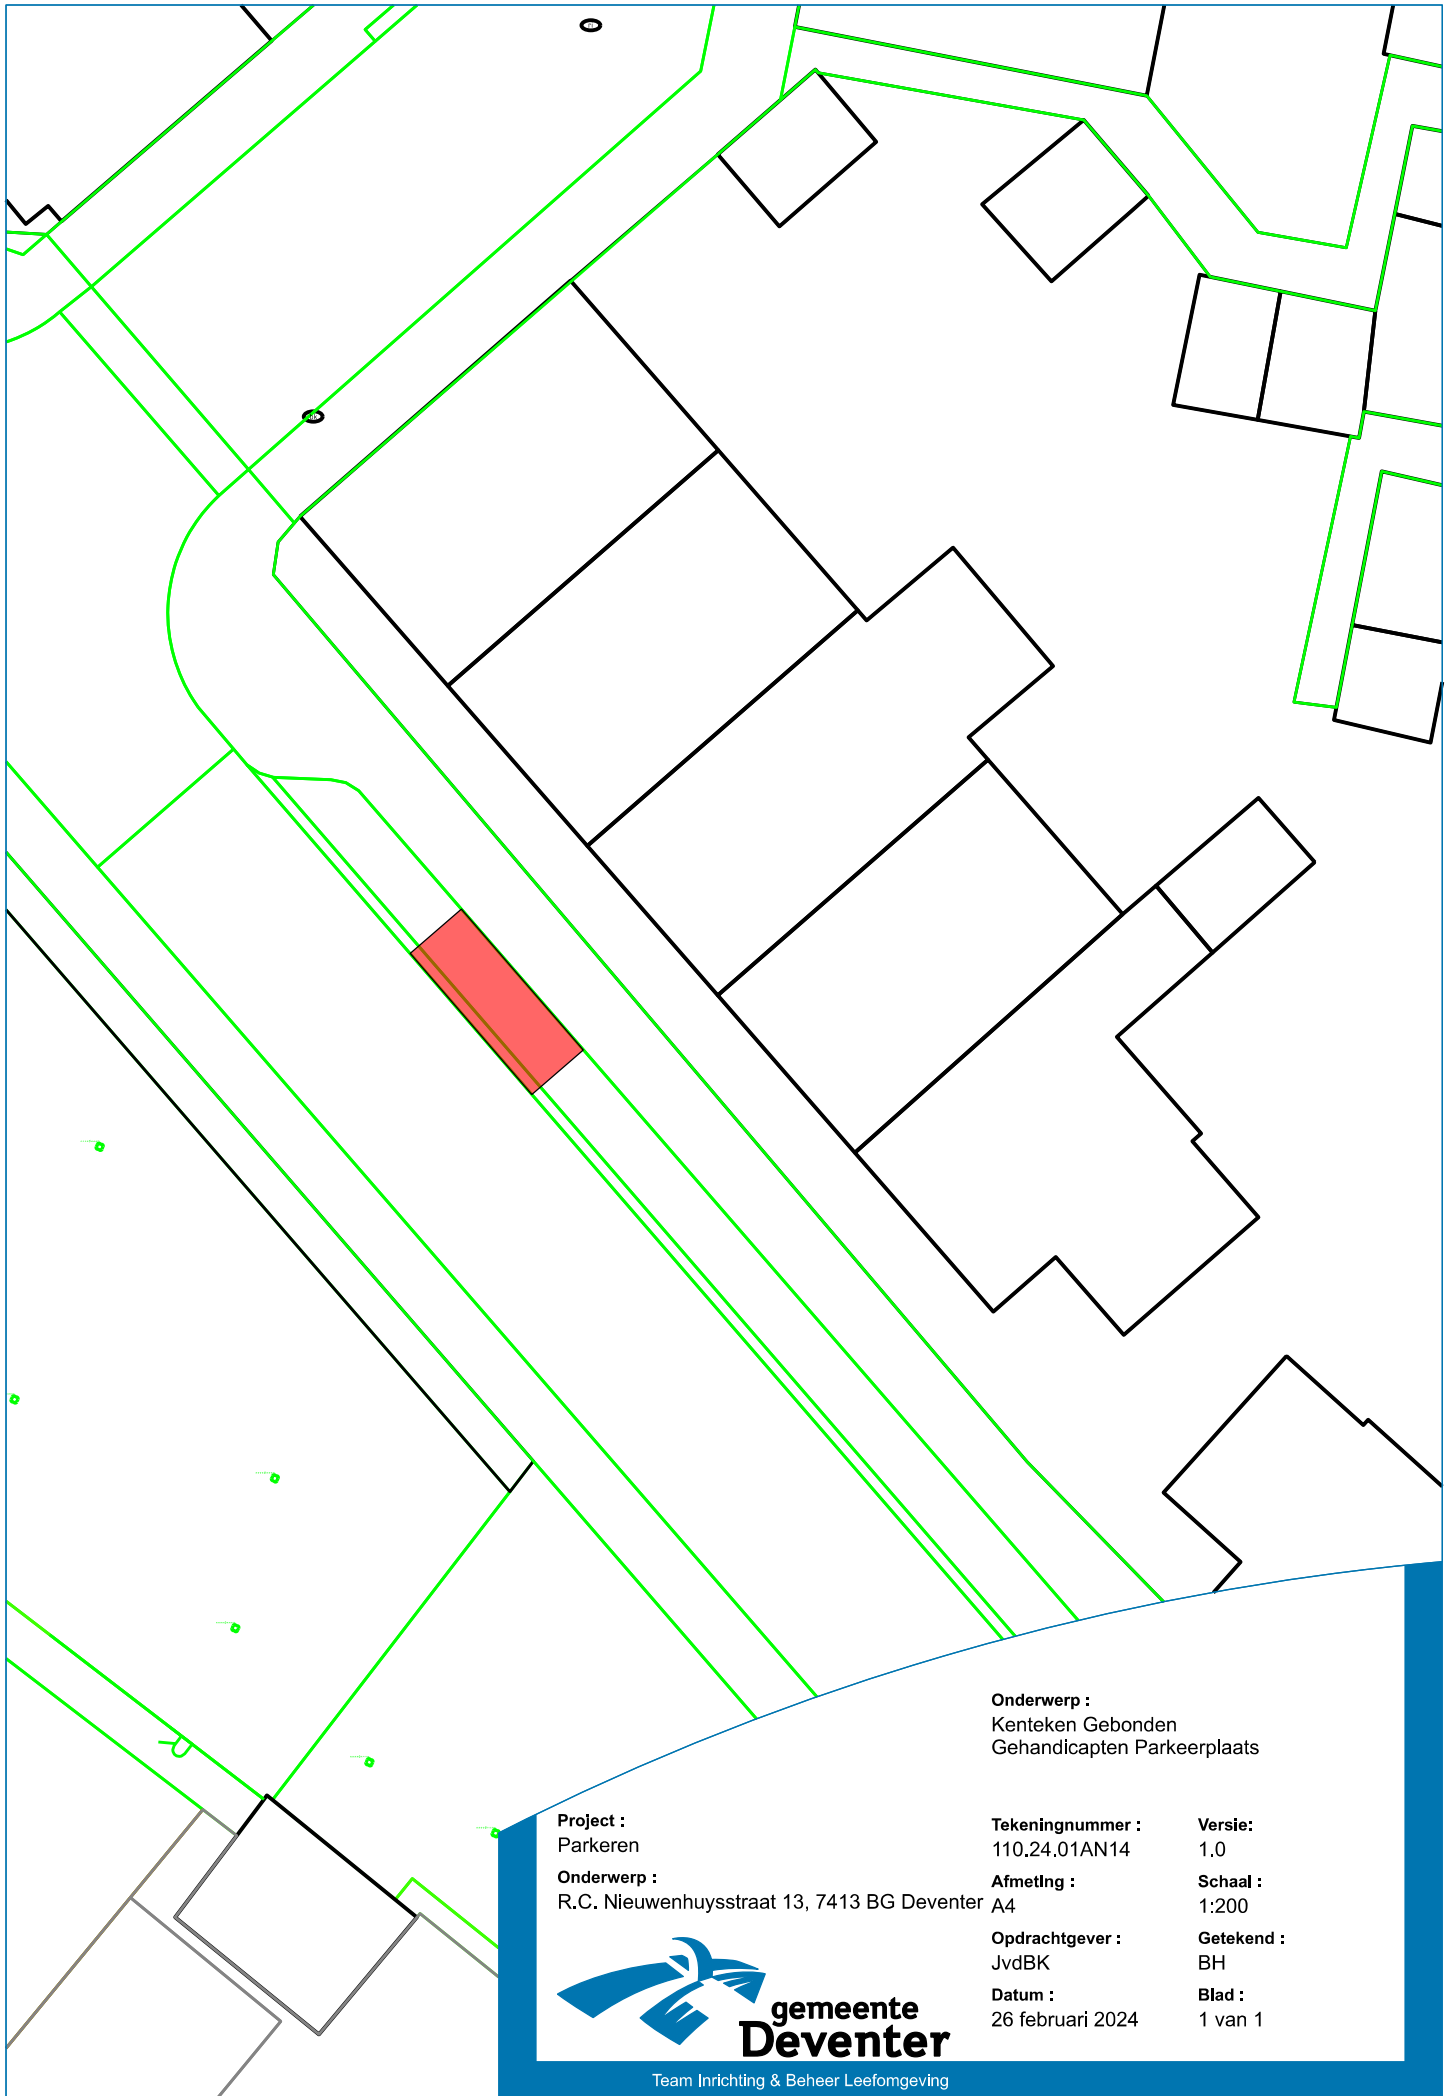 Onderwerp :
Kenteken Gebonden
Gehandicapten Parkeerplaats
Project :
Parkeren
Onderwerp :
R.C. Nieuwenhuysstraat 13, 7413 BG Deventer
Tekeningnummer :
110.24.01AN14
Versie:
1.0
Afmeting :
A4
Schaal :
1:200
Opdrachtgever :
JvdBK
Getekend :
BH
Datum :
26 februari 2024
Blad :
1 van 1
gemeente
Deventer
Team Inrichting & Beheer Leefomgeving